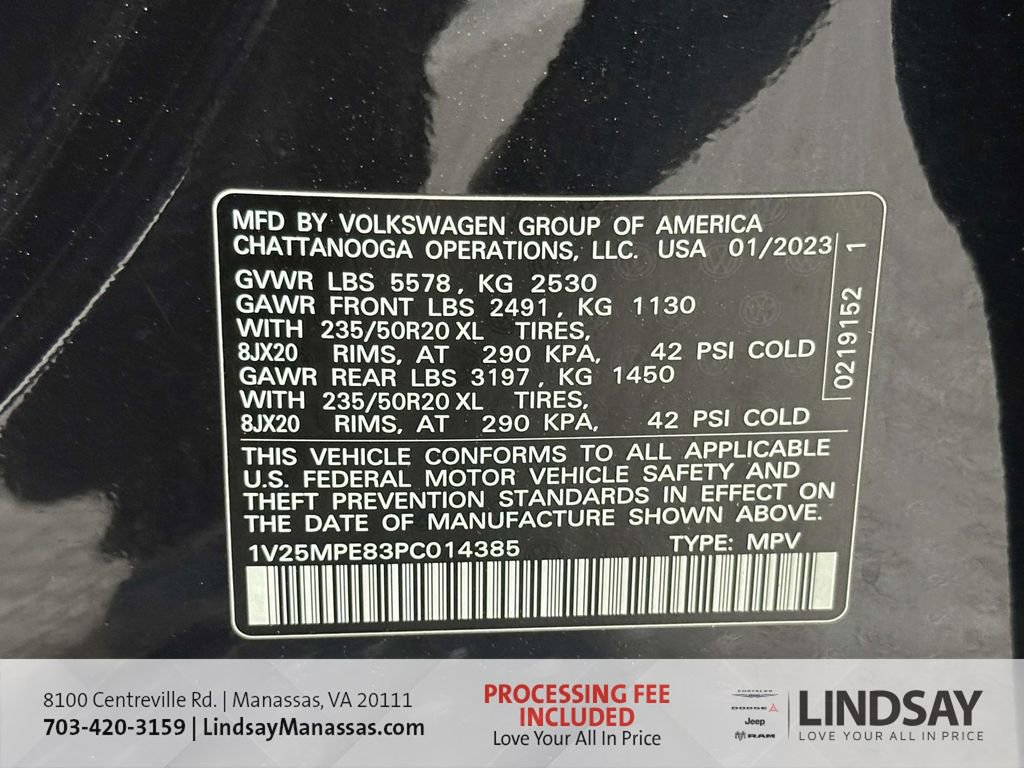 MFD BY VOLKSWAGEN GROUP OF AMERICA
CHATTANOOGA OPERATIONS, LLC. USA 01/2023
GVWR LBS 5578, KG 2530
GAWR FRONT LBS 2491, KG 1130
WITH 235/50R20 XL TIRES,
8JX20 RIMS, AT 290 KPA, 42 PSI COLD
GAWR REAR LBS 3197, KG 1450
WITH 235/50R20 XL TIRES,
8JX20 RIMS, AT 290 KPA, 42 PSI COLD
0219152 1
THIS VEHICLE CONFORMS TO ALL APPLICABLE
U.S. FEDERAL MOTOR VEHICLE SAFETY AND
THEFT PREVENTION STANDARDS IN EFFECT ON
THE DATE OF MANUFACTURE SHOWN ABOVE.
1V25MPE83PC014385 TYPE: MPV
8100 Centreville Rd. | Manassas, VA 20111
703-420-3159 | LindsayManassas.com
PROCESSING FEE
INCLUDED
Love Your All In Price
CHRYSLER
DODGE
Jeep
RAM
LINDSAY
LOVE YOUR ALL IN PRICE